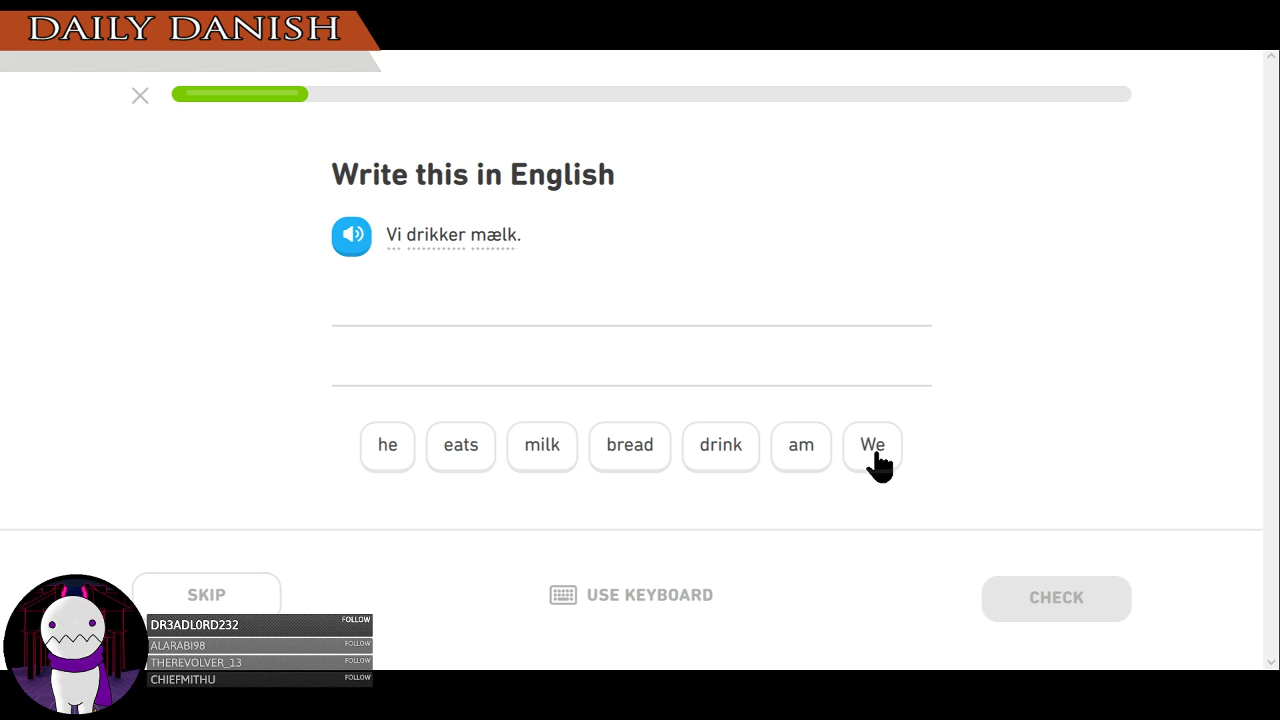 DAILY DANISH
Write this in English
Vi drikker mælk.
he eats milk bread drink am We
SKIP
USE KEYBOARD
CHECK
DR3ADL0RD232 FOLLOW
ALARABI98 FOLLOW
THEREVOLVER_13 FOLLOW
CHIEFMITHU FOLLOW